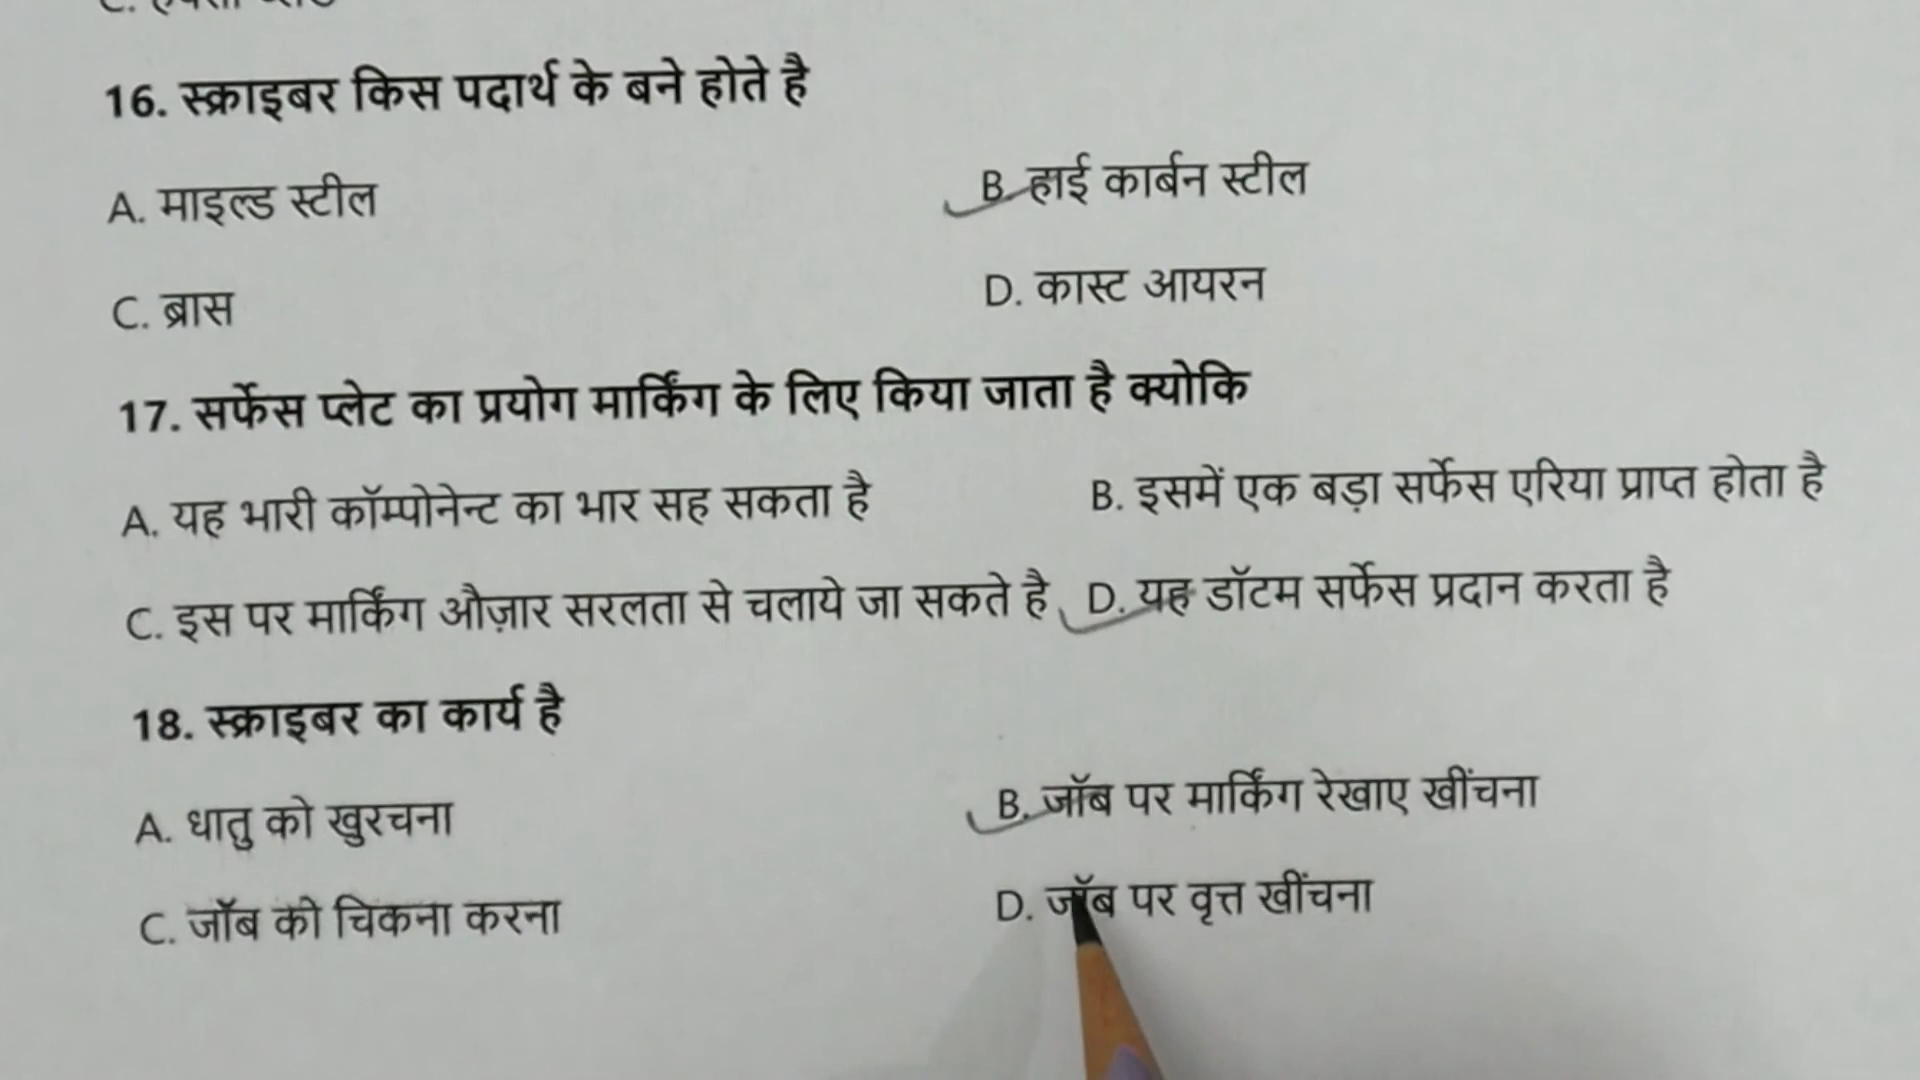 16. स्क्राइबर किस पदार्थ के बने होते है
A. माइल्ड स्टील B. हाई कार्बन स्टील
C. ब्रास D. कास्ट आयरन
17. सर्फेस प्लेट का प्रयोग मार्किंग के लिए किया जाता है क्योकि
A. यह भारी कॉम्पोनेन्ट का भार सह सकता है B. इसमें एक बड़ा सर्फेस एरिया प्राप्त होता है
C. इस पर मार्किंग औज़ार सरलता से चलाये जा सकते है D. यह डॉटम सर्फेस प्रदान करता है
18. स्क्राइबर का कार्य है
A. धातु को खुरचना B. जॉब पर मार्किंग रेखाए खींचना
C. जॉब को चिकना करना D. जॉब पर वृत्त खींचना